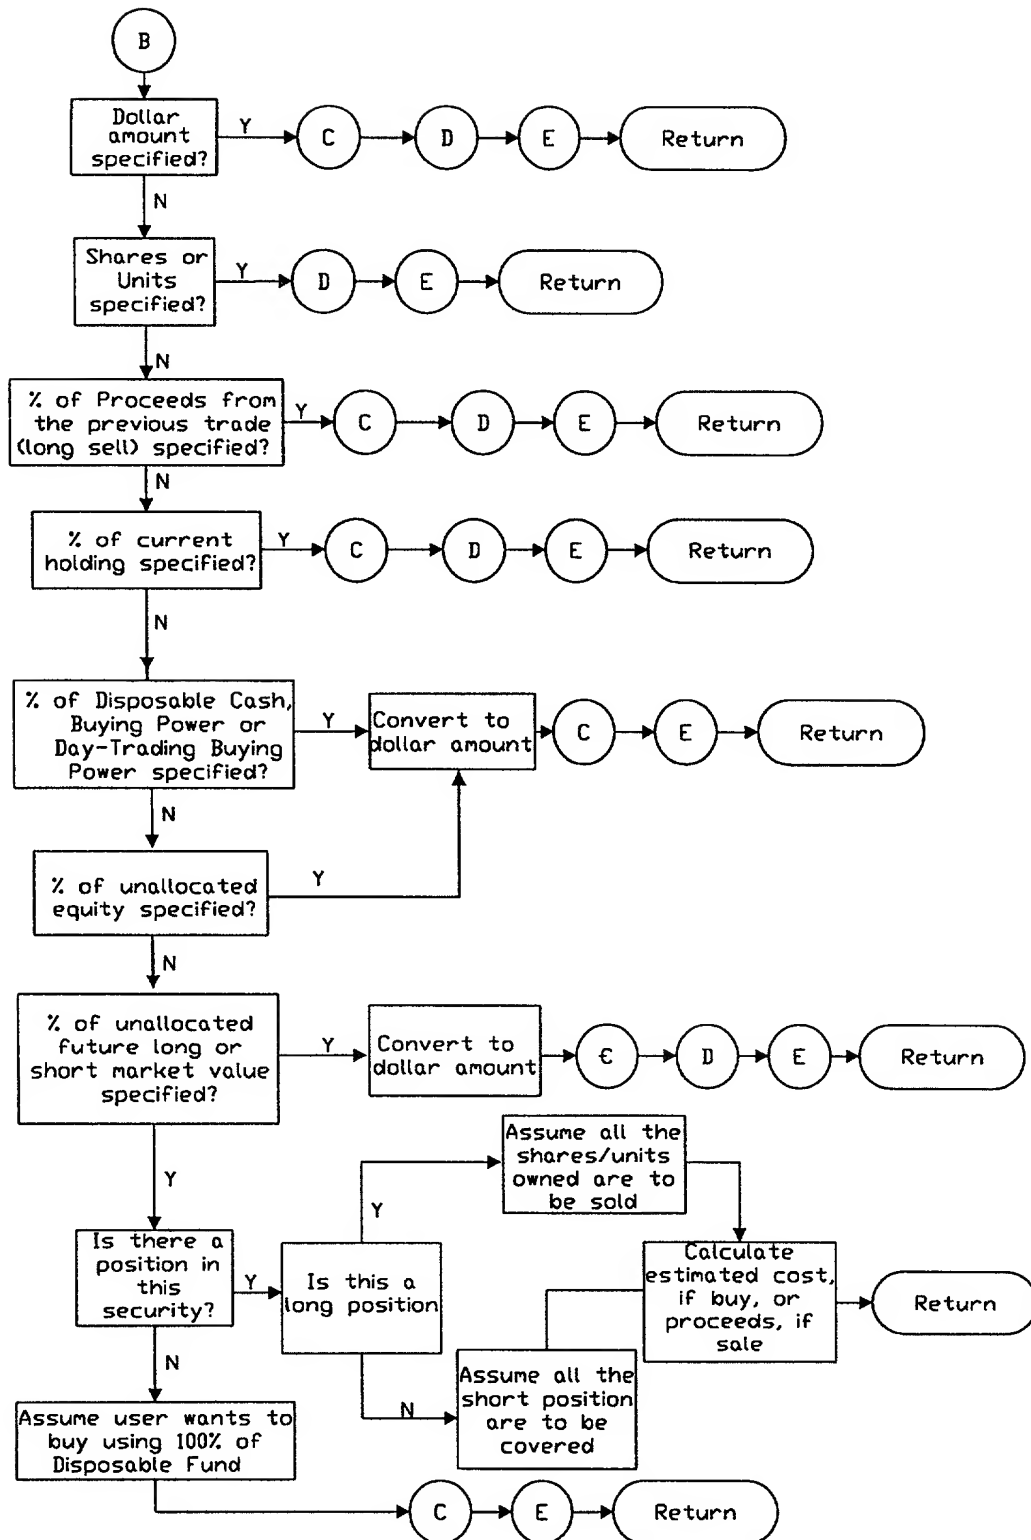 B
Dollar
amount
specified?
Y
C
D
E
Return
N
Shares or
Units
specified?
Y
D
E
Return
N
% of Proceeds from
the previous trade
(long sell) specified?
Y
C
D
E
Return
N
% of current
holding specified?
Y
C
D
E
Return
N
% of Disposable Cash,
Buying Power or
Day-Trading Buying
Power specified?
Y
Convert to
dollar amount
C
E
Return
N
% of unallocated
equity specified?
Y
N
% of unallocated
future long or
short market value
specified?
Y
Convert to
dollar amount
C
D
E
Return
Y
Is there a
position in
this
security?
Y
Is this a
long position
Y
Assume all the
shares/units
owned are to
be sold
Calculate
estimated cost,
if buy, or
proceeds, if
sale
Return
N
Assume all the
short position
are to be
covered
N
Assume user wants to
buy using 100% of
Disposable Fund
C
E
Return